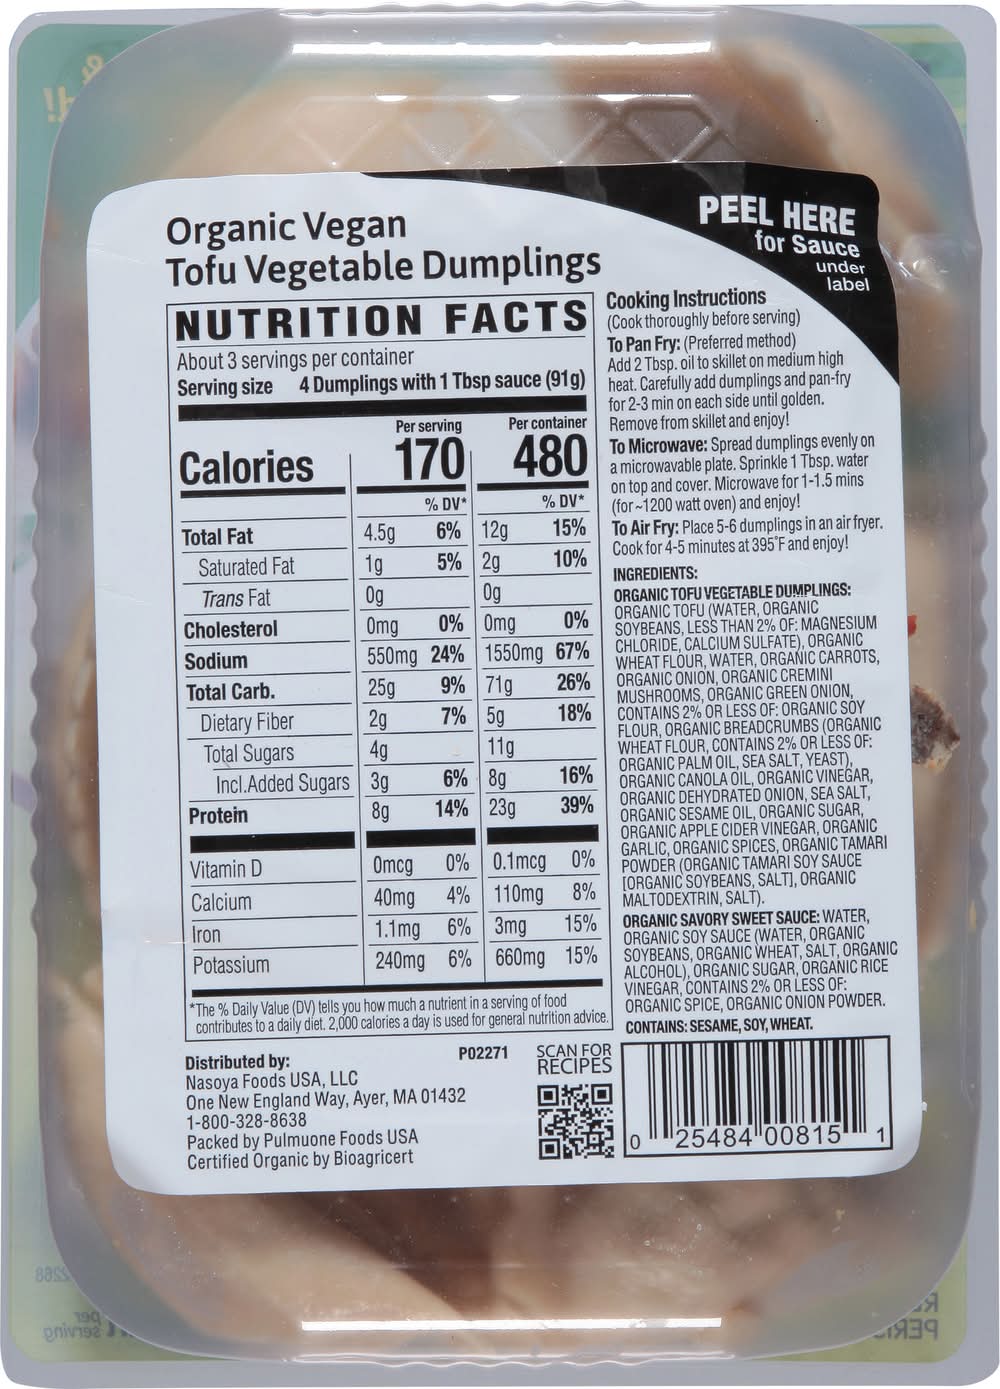 Organic Vegan
Tofu Vegetable Dumplings
PEEL HERE
for Sauce
under
label
NUTRITION FACTS
About 3 servings per container
Serving size 4 Dumplings with 1 Tbsp sauce (91g)
Per serving Per container
Calories 170 480
% DV* % DV*
Total Fat 4.5g 6% 12g 15%
Saturated Fat 1g 5% 2g 10%
Trans Fat 0g 0g
Cholesterol 0mg 0% 0mg 0%
Sodium 550mg 24% 1550mg 67%
Total Carb. 25g 9% 71g 26%
Dietary Fiber 2g 7% 5g 18%
Total Sugars 4g 11g
Incl.Added Sugars 3g 6% 8g 16%
Protein 8g 14% 23g 39%
Vitamin D 0mcg 0% 0.1mcg 0%
Calcium 40mg 4% 110mg 8%
Iron 1.1mg 6% 3mg 15%
Potassium 240mg 6% 660mg 15%
*The % Daily Value (DV) tells you how much a nutrient in a serving of food
contributes to a daily diet. 2,000 calories a day is used for general nutrition advice.
Cooking Instructions
(Cook thoroughly before serving)
To Pan Fry: (Preferred method)
Add 2 Tbsp. oil to skillet on medium high
heat. Carefully add dumplings and pan-fry
for 2-3 min on each side until golden.
Remove from skillet and enjoy!
To Microwave: Spread dumplings evenly on
a microwavable plate. Sprinkle 1 Tbsp. water
on top and cover. Microwave for 1-1.5 mins
(for ~1200 watt oven) and enjoy!
To Air Fry: Place 5-6 dumplings in an air fryer.
Cook for 4-5 minutes at 395°F and enjoy!
INGREDIENTS:
ORGANIC TOFU VEGETABLE DUMPLINGS:
ORGANIC TOFU (WATER, ORGANIC
SOYBEANS, LESS THAN 2% OF: MAGNESIUM
CHLORIDE, CALCIUM SULFATE), ORGANIC
WHEAT FLOUR, WATER, ORGANIC CARROTS,
ORGANIC ONION, ORGANIC CREMINI
MUSHROOMS, ORGANIC GREEN ONION,
CONTAINS 2% OR LESS OF: ORGANIC SOY
FLOUR, ORGANIC BREADCRUMBS (ORGANIC
WHEAT FLOUR, CONTAINS 2% OR LESS OF:
ORGANIC PALM OIL, SEA SALT, YEAST),
ORGANIC CANOLA OIL, ORGANIC VINEGAR,
ORGANIC DEHYDRATED ONION, SEA SALT,
ORGANIC SESAME OIL, ORGANIC SUGAR,
ORGANIC APPLE CIDER VINEGAR, ORGANIC
GARLIC, ORGANIC SPICES, ORGANIC TAMARI
POWDER (ORGANIC TAMARI SOY SAUCE
[ORGANIC SOYBEANS, SALT], ORGANIC
MALTODEXTRIN, SALT).
ORGANIC SAVORY SWEET SAUCE: WATER,
ORGANIC SOY SAUCE (WATER, ORGANIC
SOYBEANS, ORGANIC WHEAT, SALT, ORGANIC
ALCOHOL), ORGANIC SUGAR, ORGANIC RICE
VINEGAR, CONTAINS 2% OR LESS OF:
ORGANIC SPICE, ORGANIC ONION POWDER.
CONTAINS: SESAME, SOY, WHEAT.
Distributed by: P02271
Nasoya Foods USA, LLC
One New England Way, Ayer, MA 01432
1-800-328-8638
Packed by Pulmuone Foods USA
Certified Organic by Bioagricert
SCAN FOR
RECIPES
0 25484 00815 1
per
serving